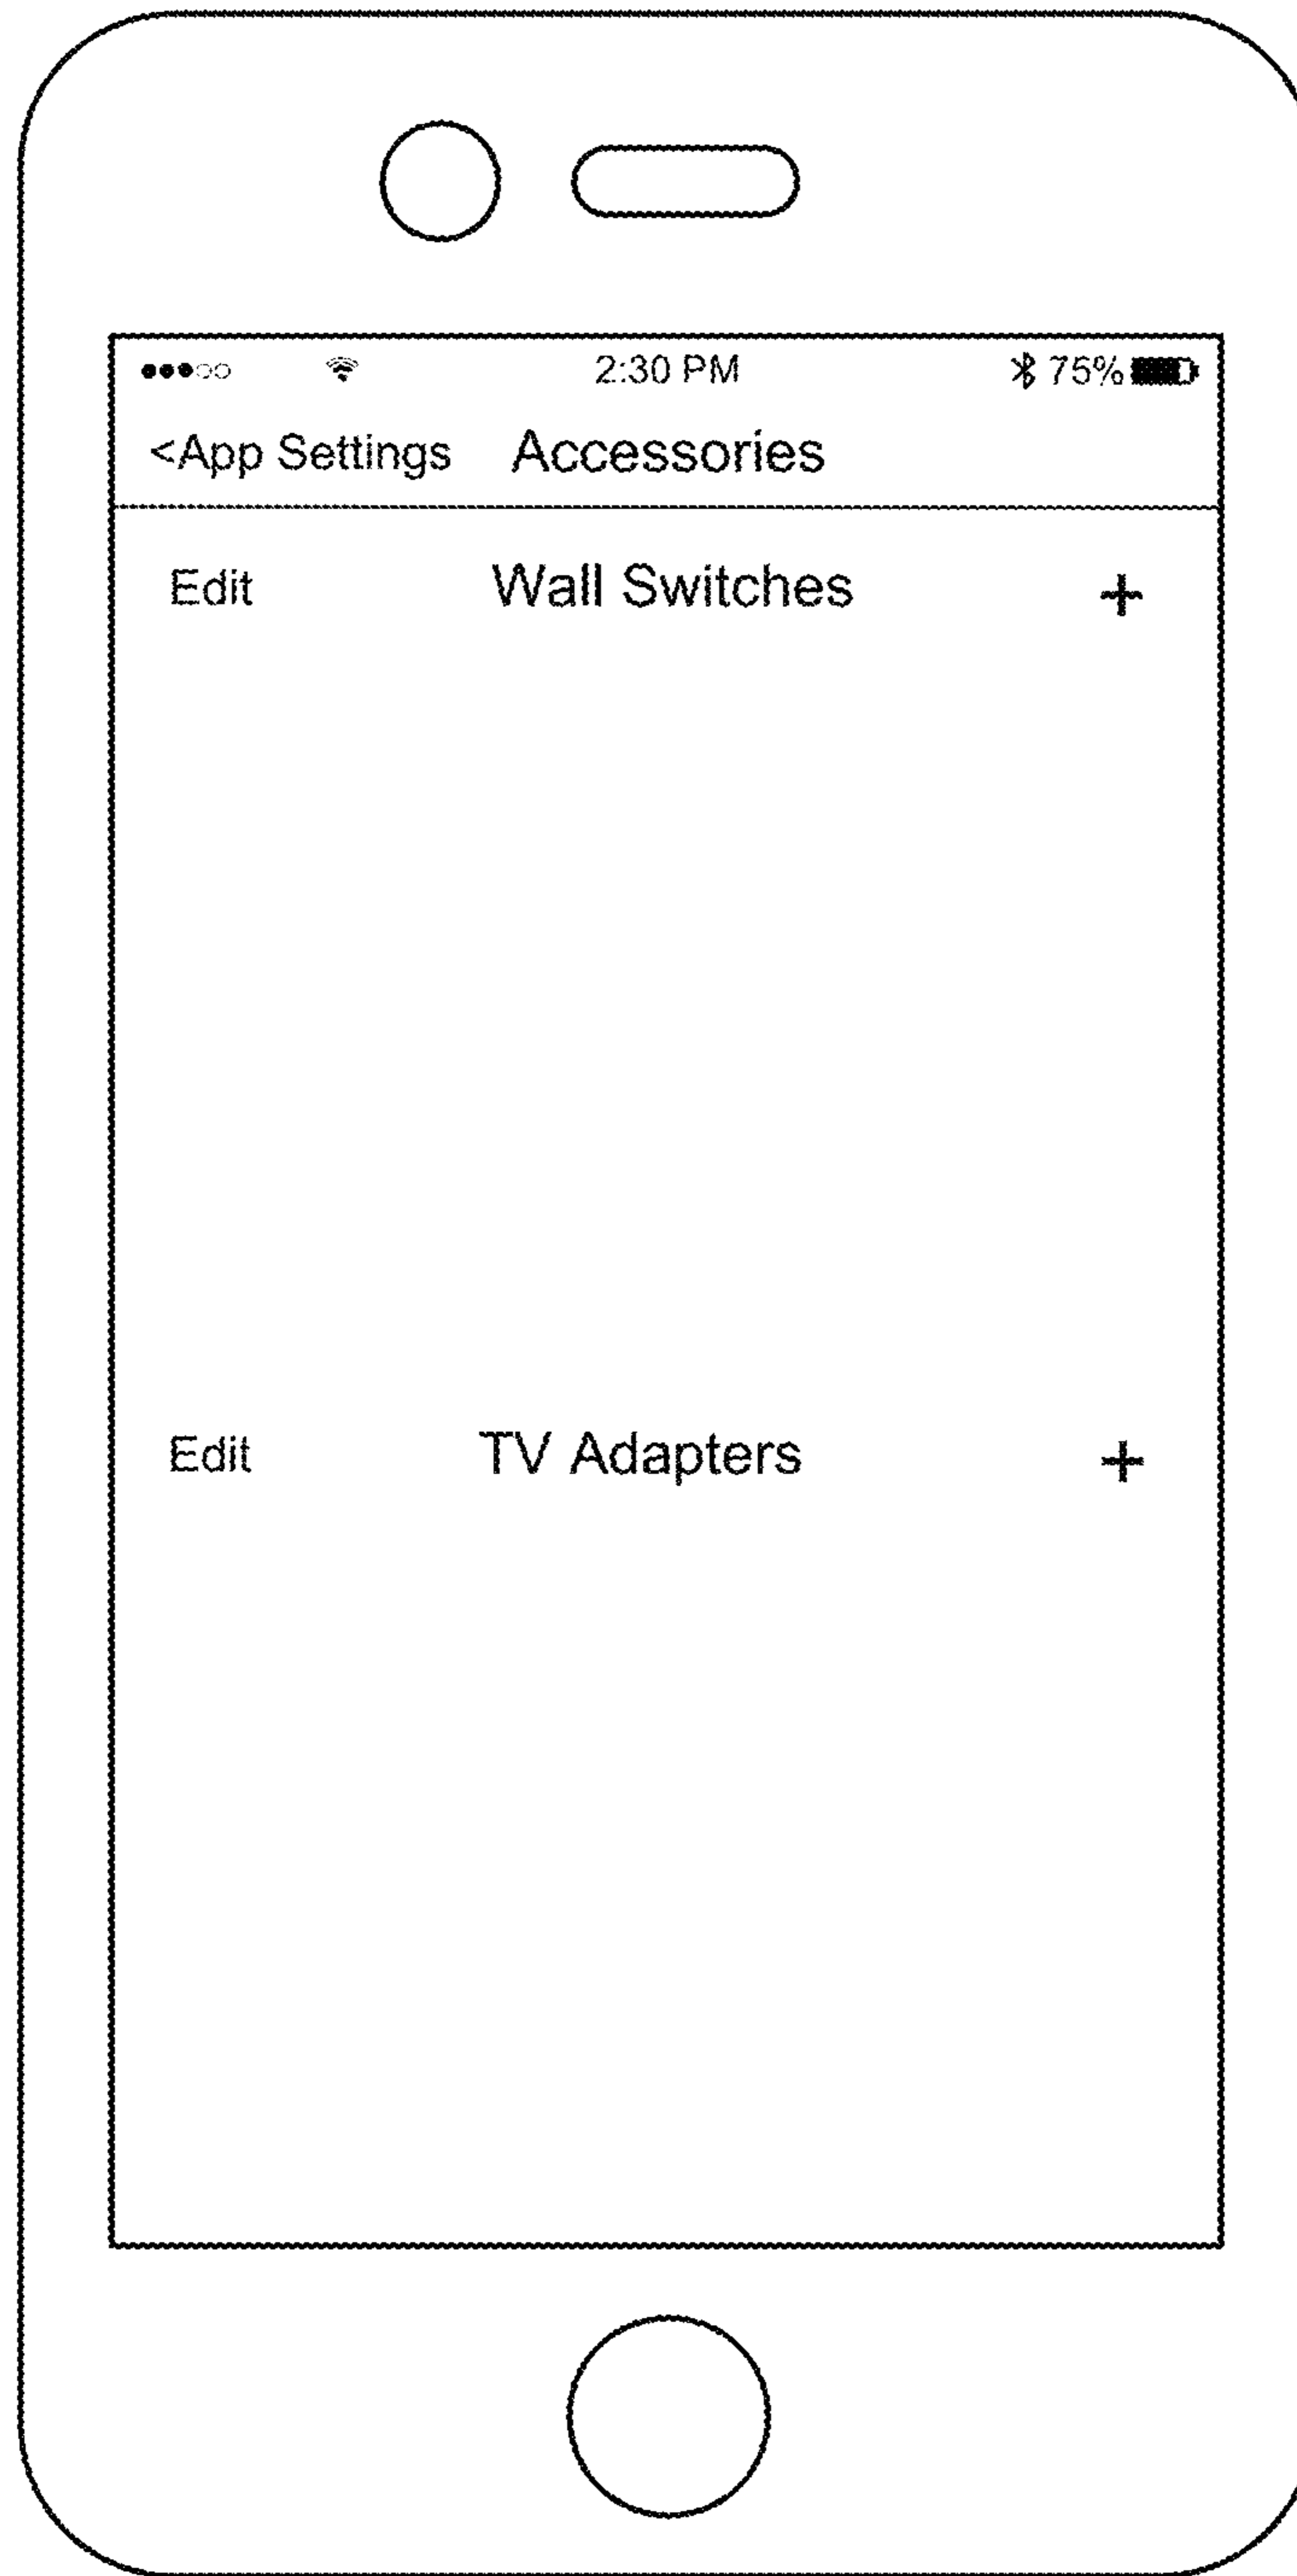 2:30 PM 75%
<App Settings Accessories
Edit Wall Switches +
Edit TV Adapters +